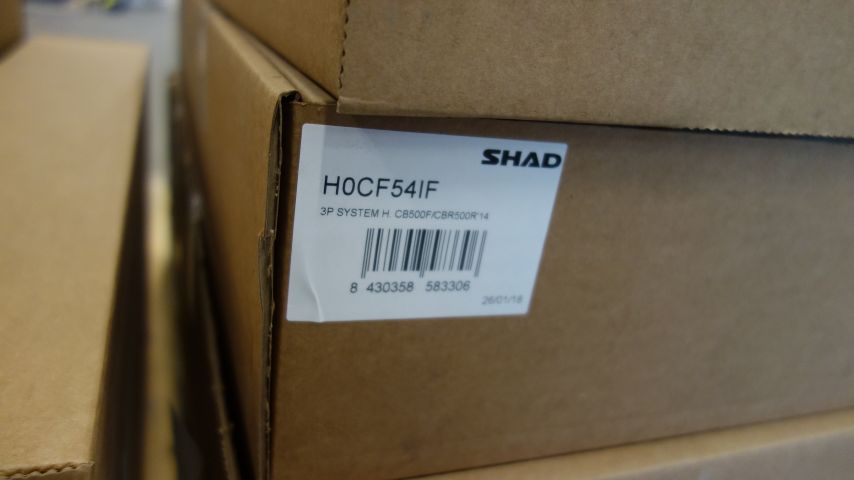 SHAD
H0CF54IF
3P SYSTEM H. CB500F/CBR500R'14
8 430358 583306
26/01/18